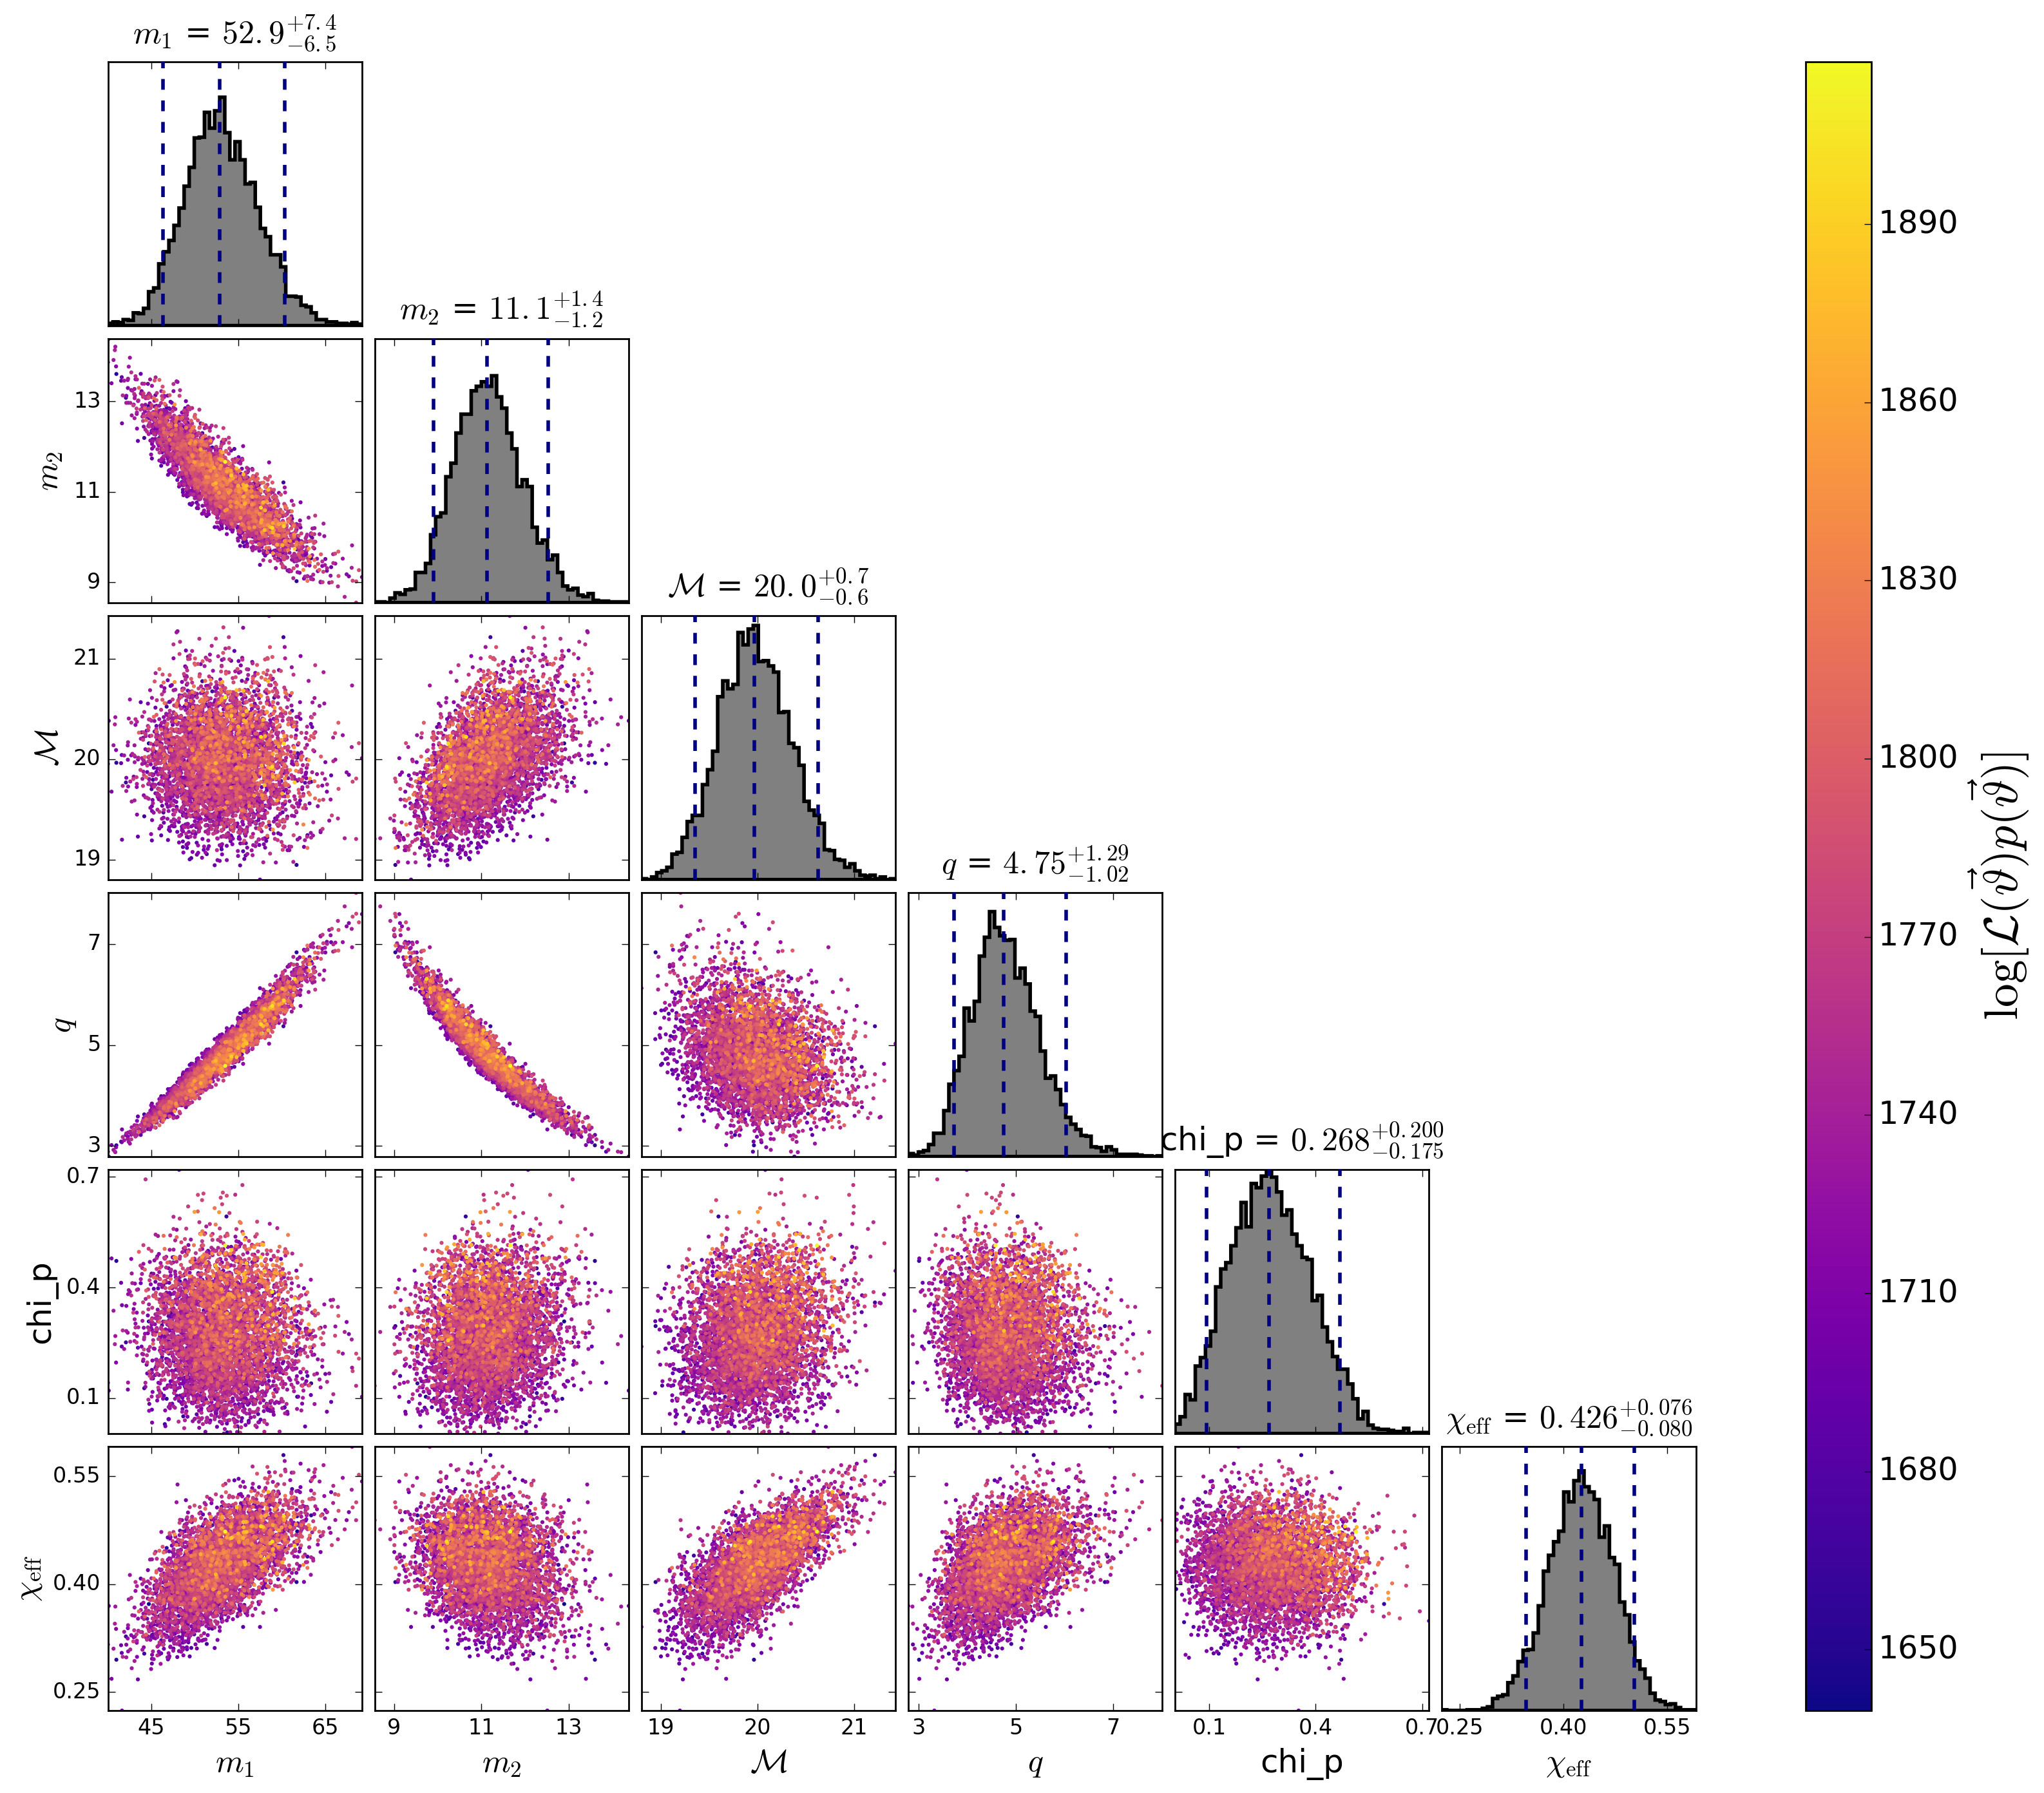 m₁ = 52.9⁺⁷·⁴₋₆.₅
m₂ = 11.1⁺¹·⁴₋₁.₂
13
11
9
m₂
ℳ = 20.0⁺⁰·⁷₋₀.₆
21
20
19
ℳ
q = 4.75⁺¹·²⁹₋₁.₀₂
7
5
3
q
chi_p = 0.268⁺⁰·²⁰⁰₋₀.₁₇₅
0.7
0.4
0.1
chi_p
χeff = 0.426⁺⁰·⁰⁷⁶₋₀.₀₈₀
0.55
0.40
0.25
χeff
45 55 65 9 11 13 19 20 21 3 5 7 0.1 0.4 0.7 0.25 0.40 0.55
m₁ m₂ ℳ q chi_p χeff
1890
1860
1830
1800
1770
1740
1710
1680
1650
log[ℒ(ϑ⃗)p(ϑ⃗)]